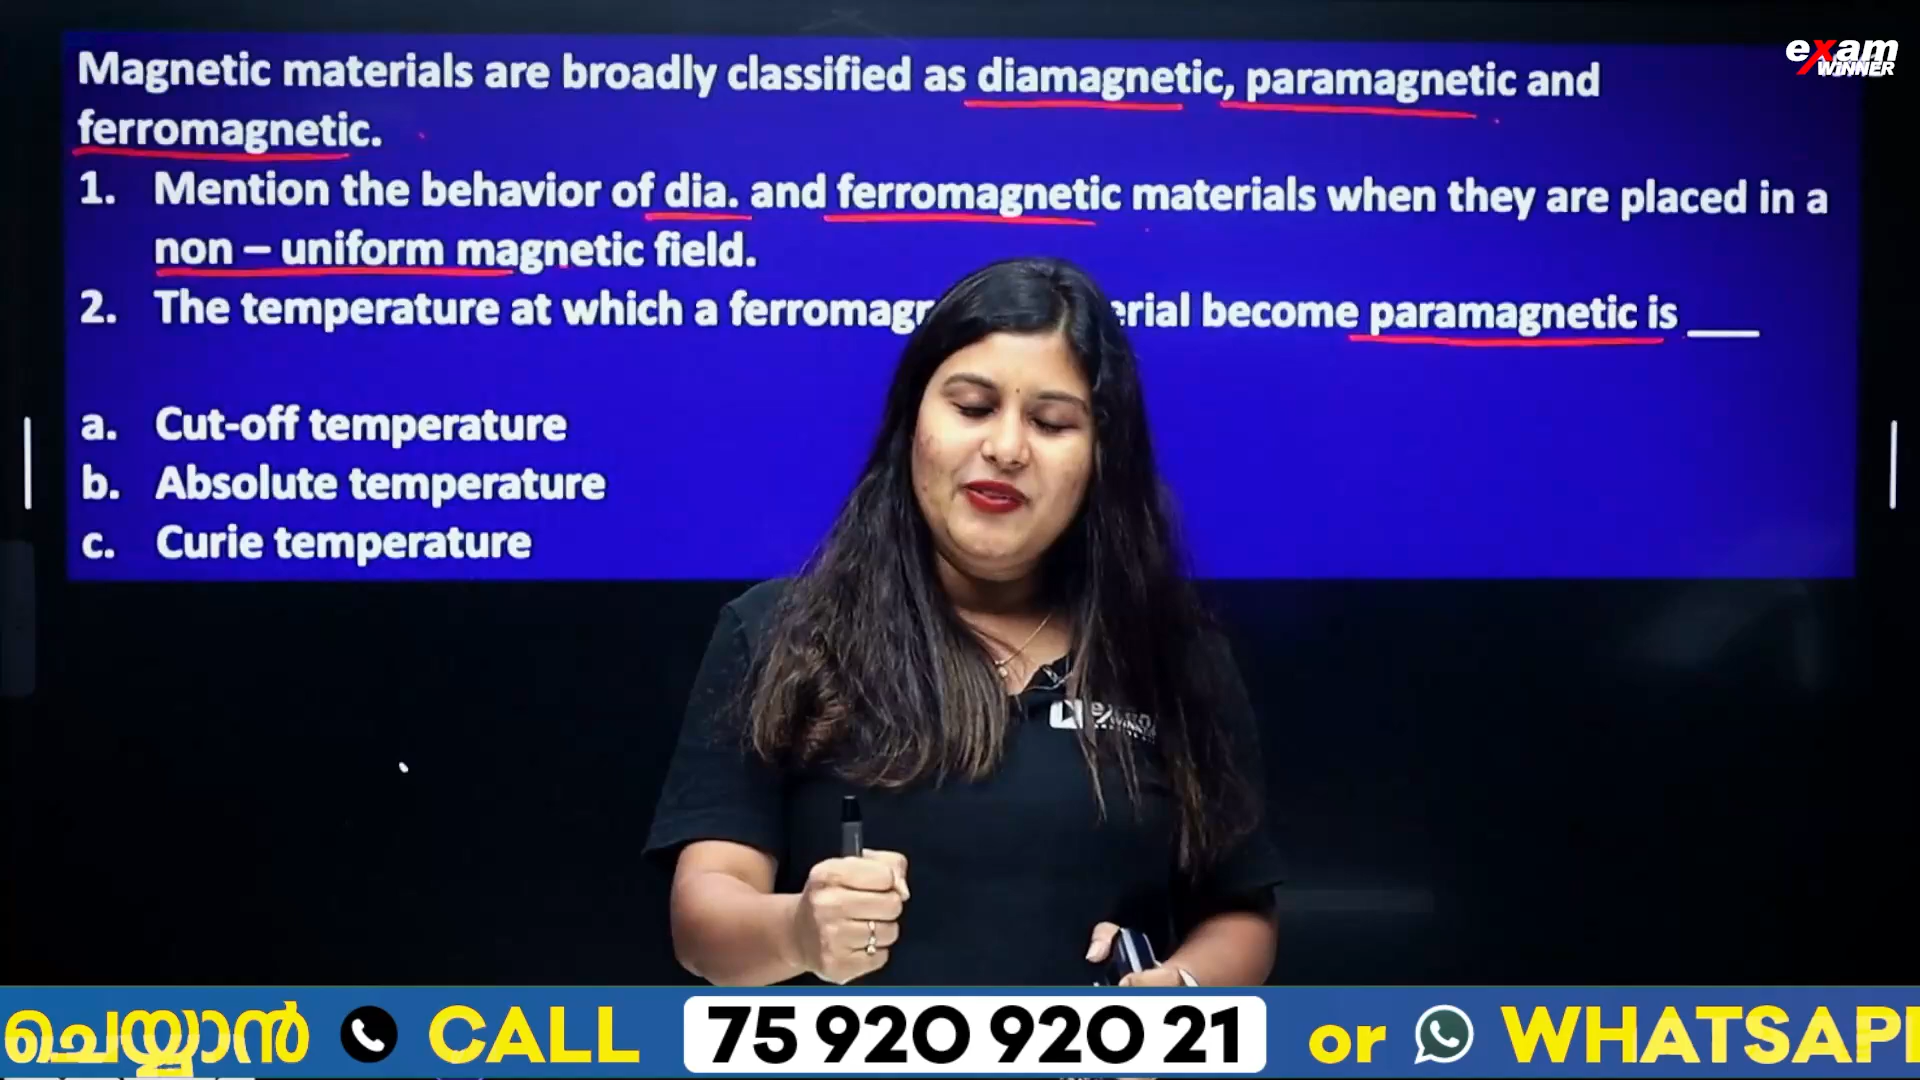 exam
WINNER
Magnetic materials are broadly classified as diamagnetic, paramagnetic and
ferromagnetic.
1. Mention the behavior of dia. and ferromagnetic materials when they are placed in a
non – uniform magnetic field.
2. The temperature at which a ferromagn erial become paramagnetic is ___
a. Cut-off temperature
b. Absolute temperature
c. Curie temperature
ചെയ്യാൻ CALL 75 920 920 21 or WHATSAPP